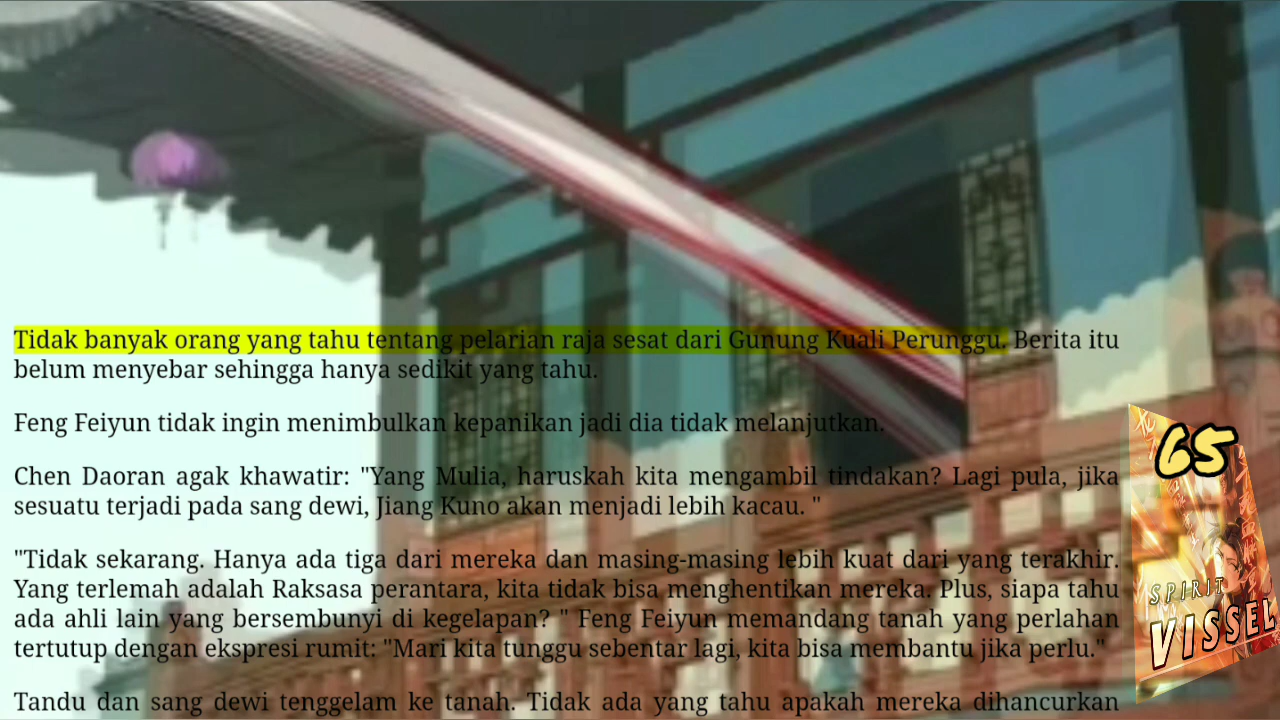 Tidak banyak orang yang tahu tentang pelarian raja sesat dari Gunung Kuali Perunggu. Berita itu
belum menyebar sehingga hanya sedikit yang tahu.
Feng Feiyun tidak ingin menimbulkan kepanikan jadi dia tidak melanjutkan.
Chen Daoran agak khawatir: "Yang Mulia, haruskah kita mengambil tindakan? Lagi pula, jika
sesuatu terjadi pada sang dewi, Jiang Kuno akan menjadi lebih kacau. "
"Tidak sekarang. Hanya ada tiga dari mereka dan masing-masing lebih kuat dari yang terakhir.
Yang terlemah adalah Raksasa perantara, kita tidak bisa menghentikan mereka. Plus, siapa tahu
ada ahli lain yang bersembunyi di kegelapan? " Feng Feiyun memandang tanah yang perlahan
tertutup dengan ekspresi rumit: "Mari kita tunggu sebentar lagi, kita bisa membantu jika perlu."
Tandu dan sang dewi tenggelam ke tanah. Tidak ada yang tahu apakah mereka dihancurkan
65
SPIRIT
VISSEL